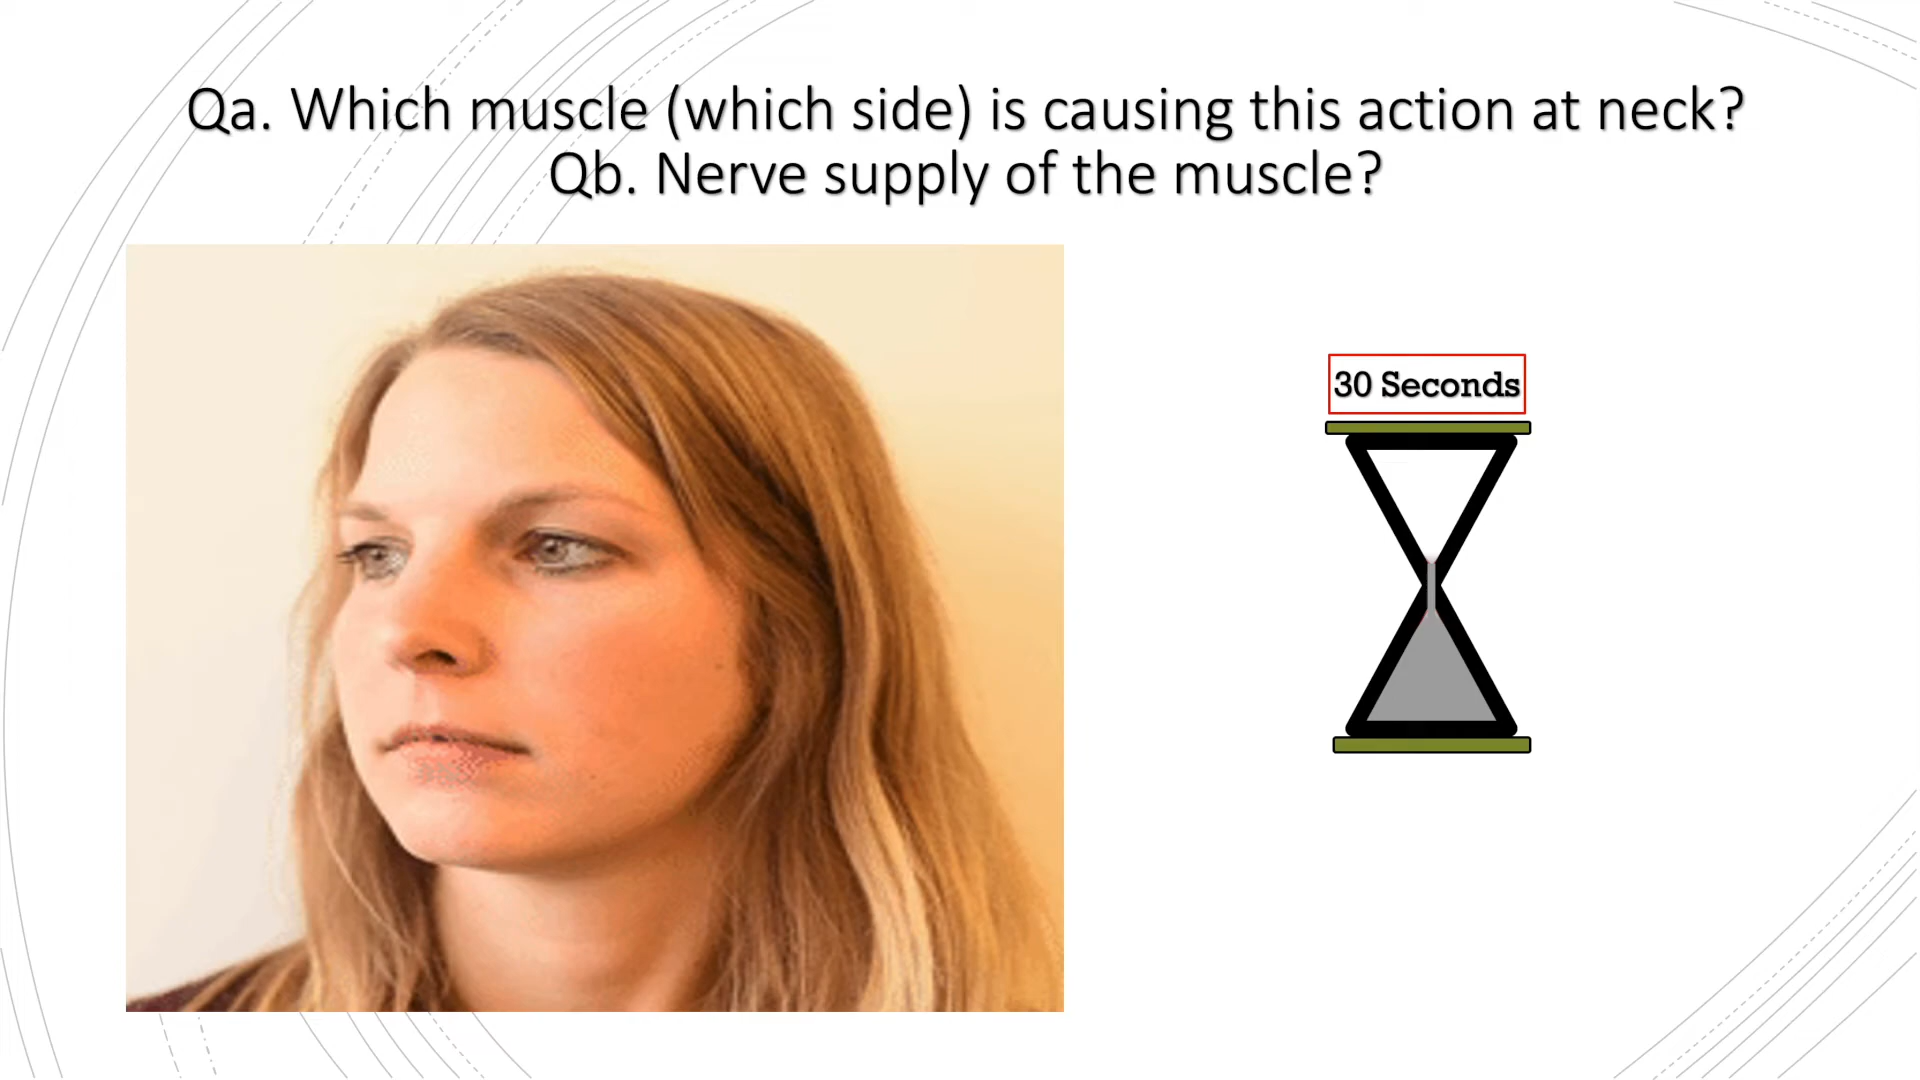 Qa. Which muscle (which side) is causing this action at neck?
Qb. Nerve supply of the muscle?
30 Seconds